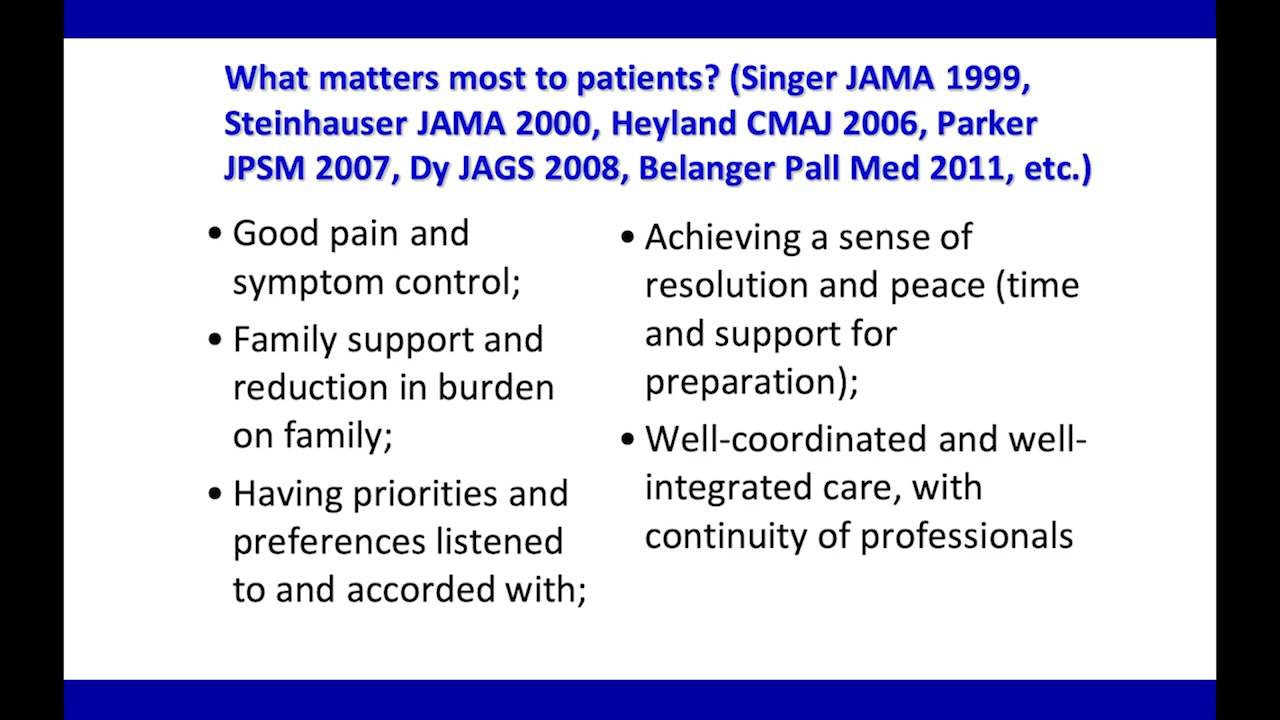 What matters most to patients? (Singer JAMA 1999,
Steinhauser JAMA 2000, Heyland CMAJ 2006, Parker
JPSM 2007, Dy JAGS 2008, Belanger Pall Med 2011, etc.)
• Good pain and
symptom control;
• Family support and
reduction in burden
on family;
• Having priorities and
preferences listened
to and accorded with;
• Achieving a sense of
resolution and peace (time
and support for
preparation);
• Well-coordinated and well-
integrated care, with
continuity of professionals